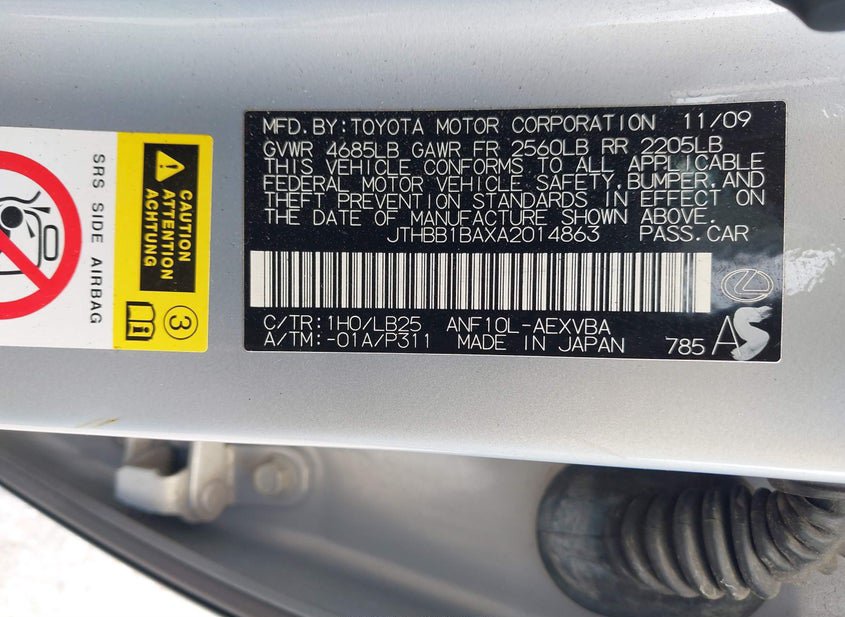 MFD.BY:TOYOTA MOTOR CORPORATION 11/09
GVWR 4685LB GAWR FR 2560LB RR 2205LB
THIS VEHICLE CONFORMS TO ALL APPLICABLE
FEDERAL MOTOR VEHICLE SAFETY,BUMPER,AND
THEFT PREVENTION STANDARDS IN EFFECT ON
THE DATE OF MANUFACTURE SHOWN ABOVE.
JTHBB1BAXA2014863 PASS.CAR
C/TR:1H0/LB25 ANF10L-AEXVBA
A/TM:-01A/P311 MADE IN JAPAN 785 AS
SRS SIDE AIRBAG
CAUTION
ATTENTION
ACHTUNG
3